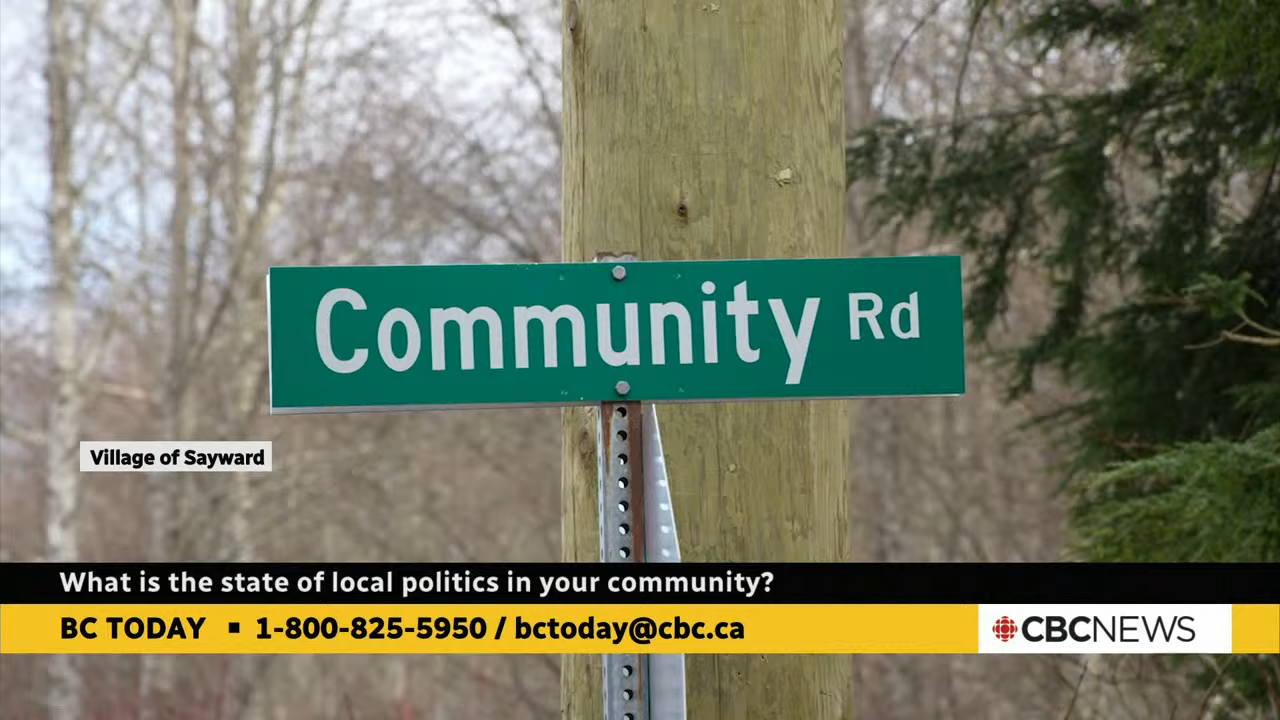 Community Rd
Village of Sayward
What is the state of local politics in your community?
BC TODAY ▪ 1-800-825-5950 / bctoday@cbc.ca
CBCNEWS